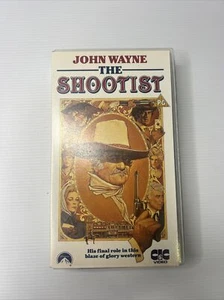 JOHN WAYNE
THE
SHOOTIST
His final role in this
blaze of glory western
CIC
VIDEO